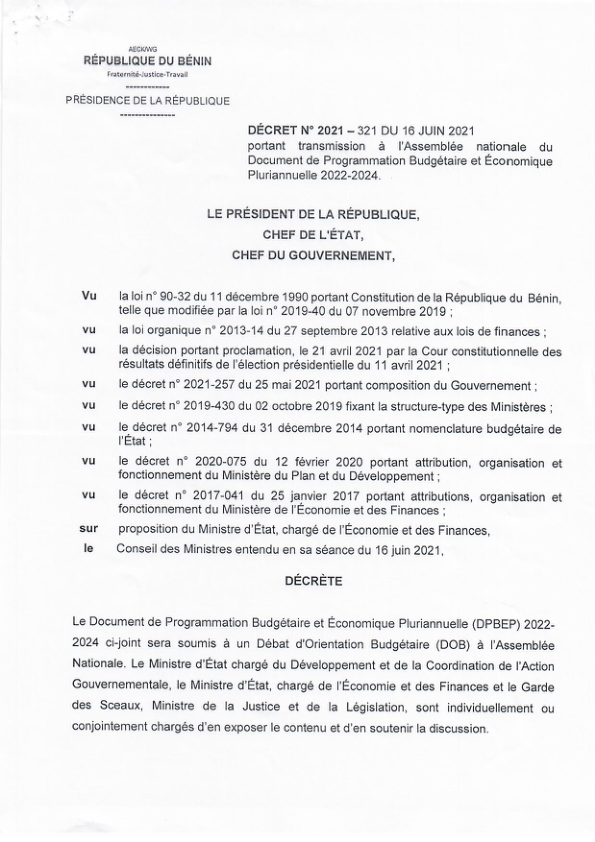 AECK/WG
RÉPUBLIQUE DU BÉNIN
Fraternité-Justice-Travail
------------
PRÉSIDENCE DE LA RÉPUBLIQUE
---------------
DÉCRET N° 2021 – 321 DU 16 JUIN 2021
portant transmission à l'Assemblée nationale du
Document de Programmation Budgétaire et Économique
Pluriannuelle 2022-2024.
LE PRÉSIDENT DE LA RÉPUBLIQUE,
CHEF DE L'ÉTAT,
CHEF DU GOUVERNEMENT,
Vu la loi n° 90-32 du 11 décembre 1990 portant Constitution de la République du Bénin,
telle que modifiée par la loi n° 2019-40 du 07 novembre 2019 ;
vu la loi organique n° 2013-14 du 27 septembre 2013 relative aux lois de finances ;
vu la décision portant proclamation, le 21 avril 2021 par la Cour constitutionnelle des
résultats définitifs de l'élection présidentielle du 11 avril 2021 ;
vu le décret n° 2021-257 du 25 mai 2021 portant composition du Gouvernement ;
vu le décret n° 2019-430 du 02 octobre 2019 fixant la structure-type des Ministères ;
vu le décret n° 2014-794 du 31 décembre 2014 portant nomenclature budgétaire de
l'État ;
vu le décret n° 2020-075 du 12 février 2020 portant attribution, organisation et
fonctionnement du Ministère du Plan et du Développement ;
vu le décret n° 2017-041 du 25 janvier 2017 portant attributions, organisation et
fonctionnement du Ministère de l'Économie et des Finances ;
sur proposition du Ministre d'État, chargé de l'Économie et des Finances,
le Conseil des Ministres entendu en sa séance du 16 juin 2021,
DÉCRÈTE
Le Document de Programmation Budgétaire et Économique Pluriannuelle (DPBEP) 2022-
2024 ci-joint sera soumis à un Débat d'Orientation Budgétaire (DOB) à l'Assemblée
Nationale. Le Ministre d'État chargé du Développement et de la Coordination de l'Action
Gouvernementale, le Ministre d'État, chargé de l'Économie et des Finances et le Garde
des Sceaux, Ministre de la Justice et de la Législation, sont individuellement ou
conjointement chargés d'en exposer le contenu et d'en soutenir la discussion.